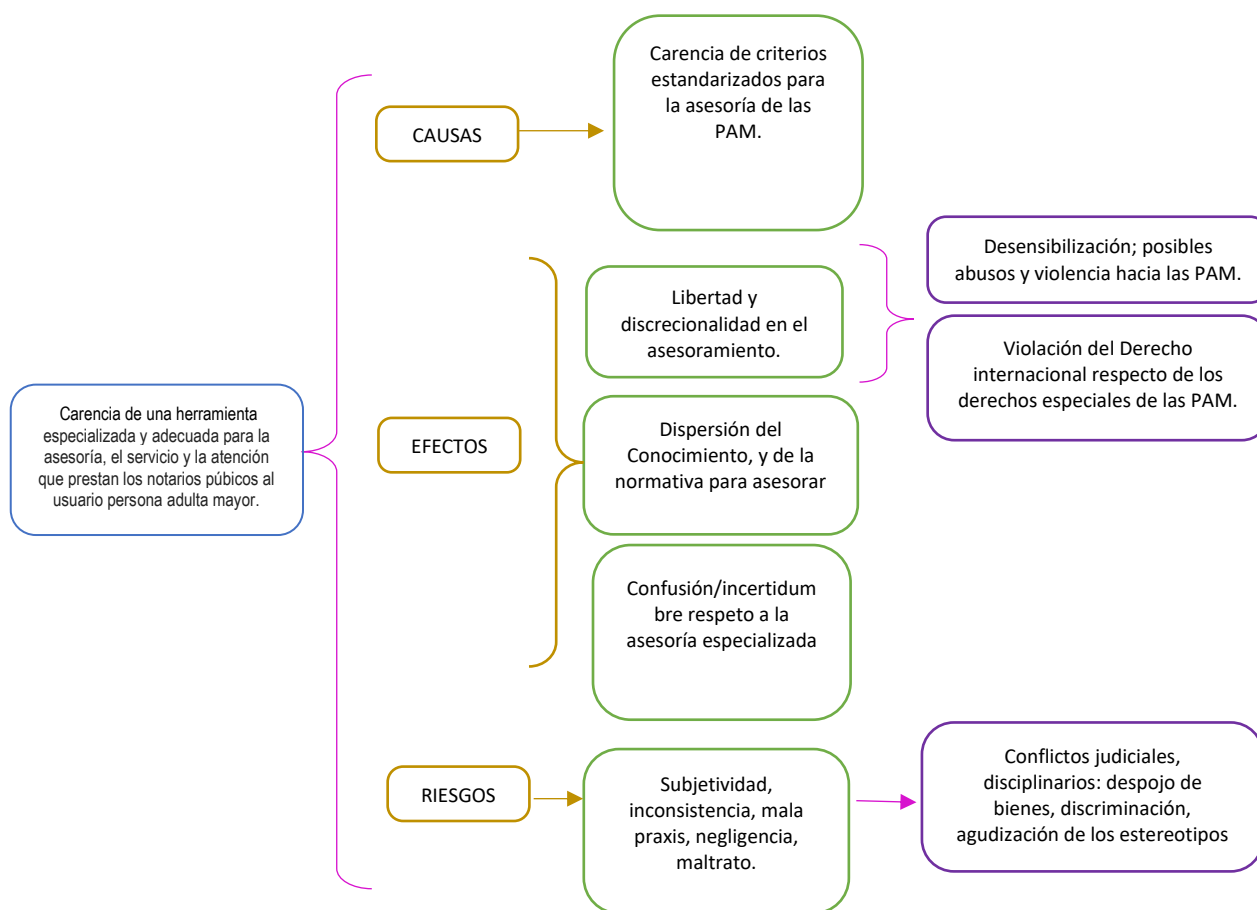 Carencia de una herramienta
especializada y adecuada para la
asesoría, el servicio y la atención
que prestan los notarios púbicos al
usuario persona adulta mayor.
CAUSAS
Carencia de criterios
estandarizados para
la asesoría de las
PAM.
EFECTOS
Libertad y
discrecionalidad en el
asesoramiento.
Desensibilización; posibles
abusos y violencia hacia las PAM.
Violación del Derecho
internacional respecto de los
derechos especiales de las PAM.
Dispersión del
Conocimiento, y de la
normativa para asesorar
Confusión/incertidum
bre respeto a la
asesoría especializada
RIESGOS
Subjetividad,
inconsistencia, mala
praxis, negligencia,
maltrato.
Conflictos judiciales,
disciplinarios: despojo de
bienes, discriminación,
agudización de los estereotipos